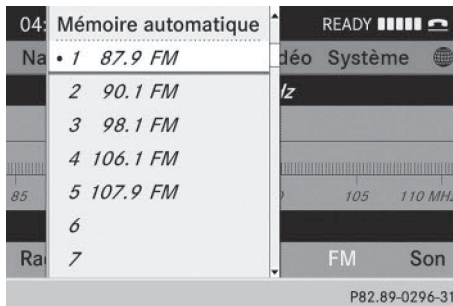 04: Mémoire automatique READY
Na • 1 87.9 FM déo Système
2 90.1 FM Iz
3 98.1 FM
4 106.1 FM
85 5 107.9 FM 105 110 MHz
6
Ra 7 FM Son
P82.89-0296-31